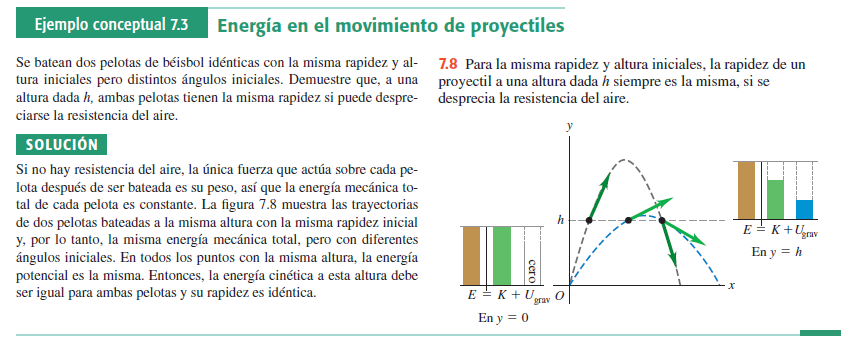 Ejemplo conceptual 7.3 Energía en el movimiento de proyectiles
Se batean dos pelotas de béisbol idénticas con la misma rapidez y al-
tura iniciales pero distintos ángulos iniciales. Demuestre que, a una
altura dada h, ambas pelotas tienen la misma rapidez si puede despre-
ciarse la resistencia del aire.
SOLUCIÓN
Si no hay resistencia del aire, la única fuerza que actúa sobre cada pe-
lota después de ser bateada es su peso, así que la energía mecánica to-
tal de cada pelota es constante. La figura 7.8 muestra las trayectorias
de dos pelotas bateadas a la misma altura con la misma rapidez inicial
y, por lo tanto, la misma energía mecánica total, pero con diferentes
ángulos iniciales. En todos los puntos con la misma altura, la energía
potencial es la misma. Entonces, la energía cinética a esta altura debe
ser igual para ambas pelotas y su rapidez es idéntica.
7.8 Para la misma rapidez y altura iniciales, la rapidez de un
proyectil a una altura dada h siempre es la misma, si se
desprecia la resistencia del aire.
y
h
E = K + Ugrav
En y = h
cero
x
E = K + Ugrav
O
En y = 0